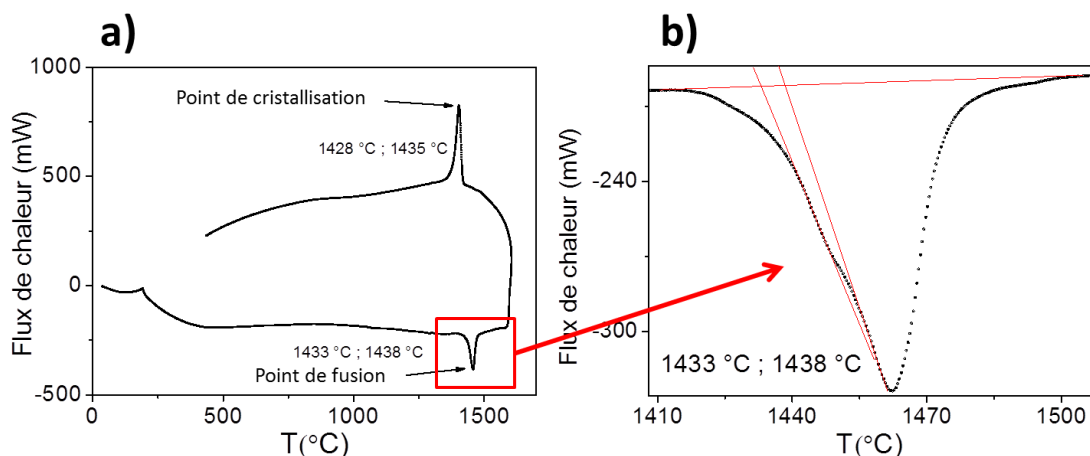 a)
1000
500
0
-500
Flux de chaleur (mW)
Point de cristallisation
1428 °C ; 1435 °C
1433 °C ; 1438 °C
Point de fusion
0
500
1000
1500
T(°C)
b)
-240
-300
Flux de chaleur (mW)
1433 °C ; 1438 °C
1410
1440
1470
1500
T(°C)